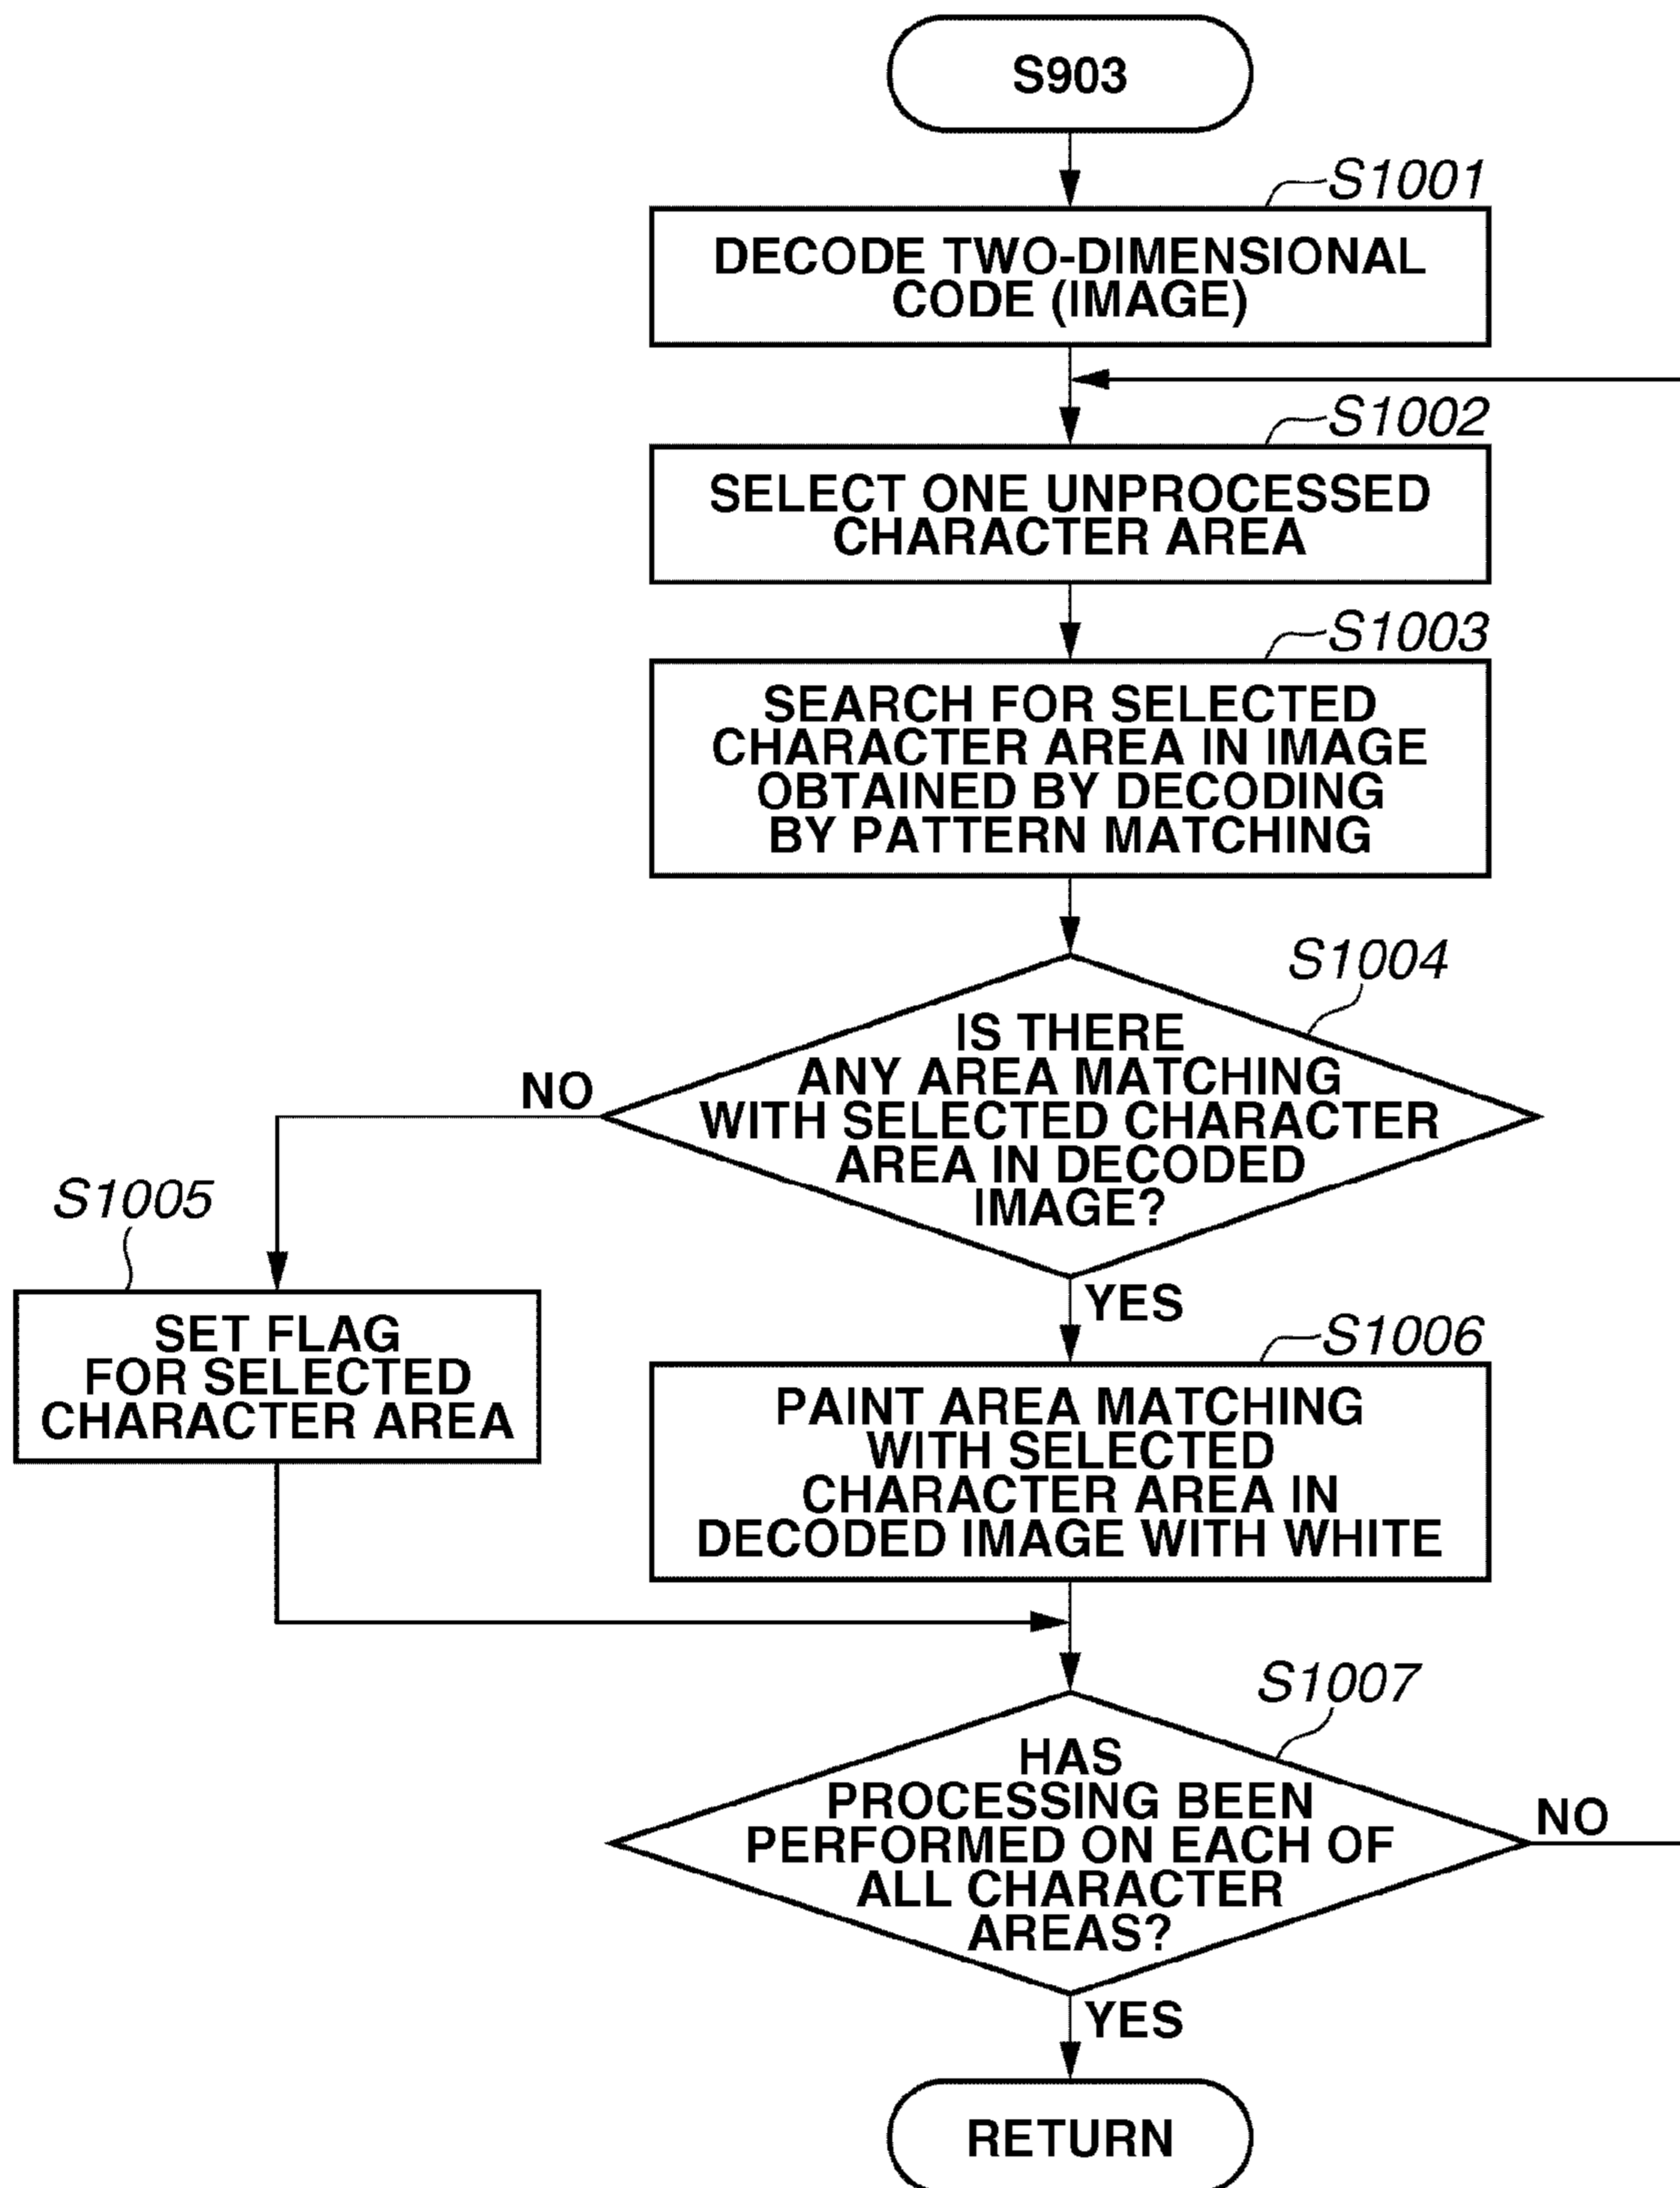 S903
S1001
DECODE TWO-DIMENSIONAL
CODE (IMAGE)
S1002
SELECT ONE UNPROCESSED
CHARACTER AREA
S1003
SEARCH FOR SELECTED
CHARACTER AREA IN IMAGE
OBTAINED BY DECODING
BY PATTERN MATCHING
S1004
IS THERE
ANY AREA MATCHING
WITH SELECTED CHARACTER
AREA IN DECODED
IMAGE?
NO
S1005
SET FLAG
FOR SELECTED
CHARACTER AREA
YES
S1006
PAINT AREA MATCHING
WITH SELECTED
CHARACTER AREA IN
DECODED IMAGE WITH WHITE
S1007
HAS
PROCESSING BEEN
PERFORMED ON EACH OF
ALL CHARACTER
AREAS?
NO
YES
RETURN